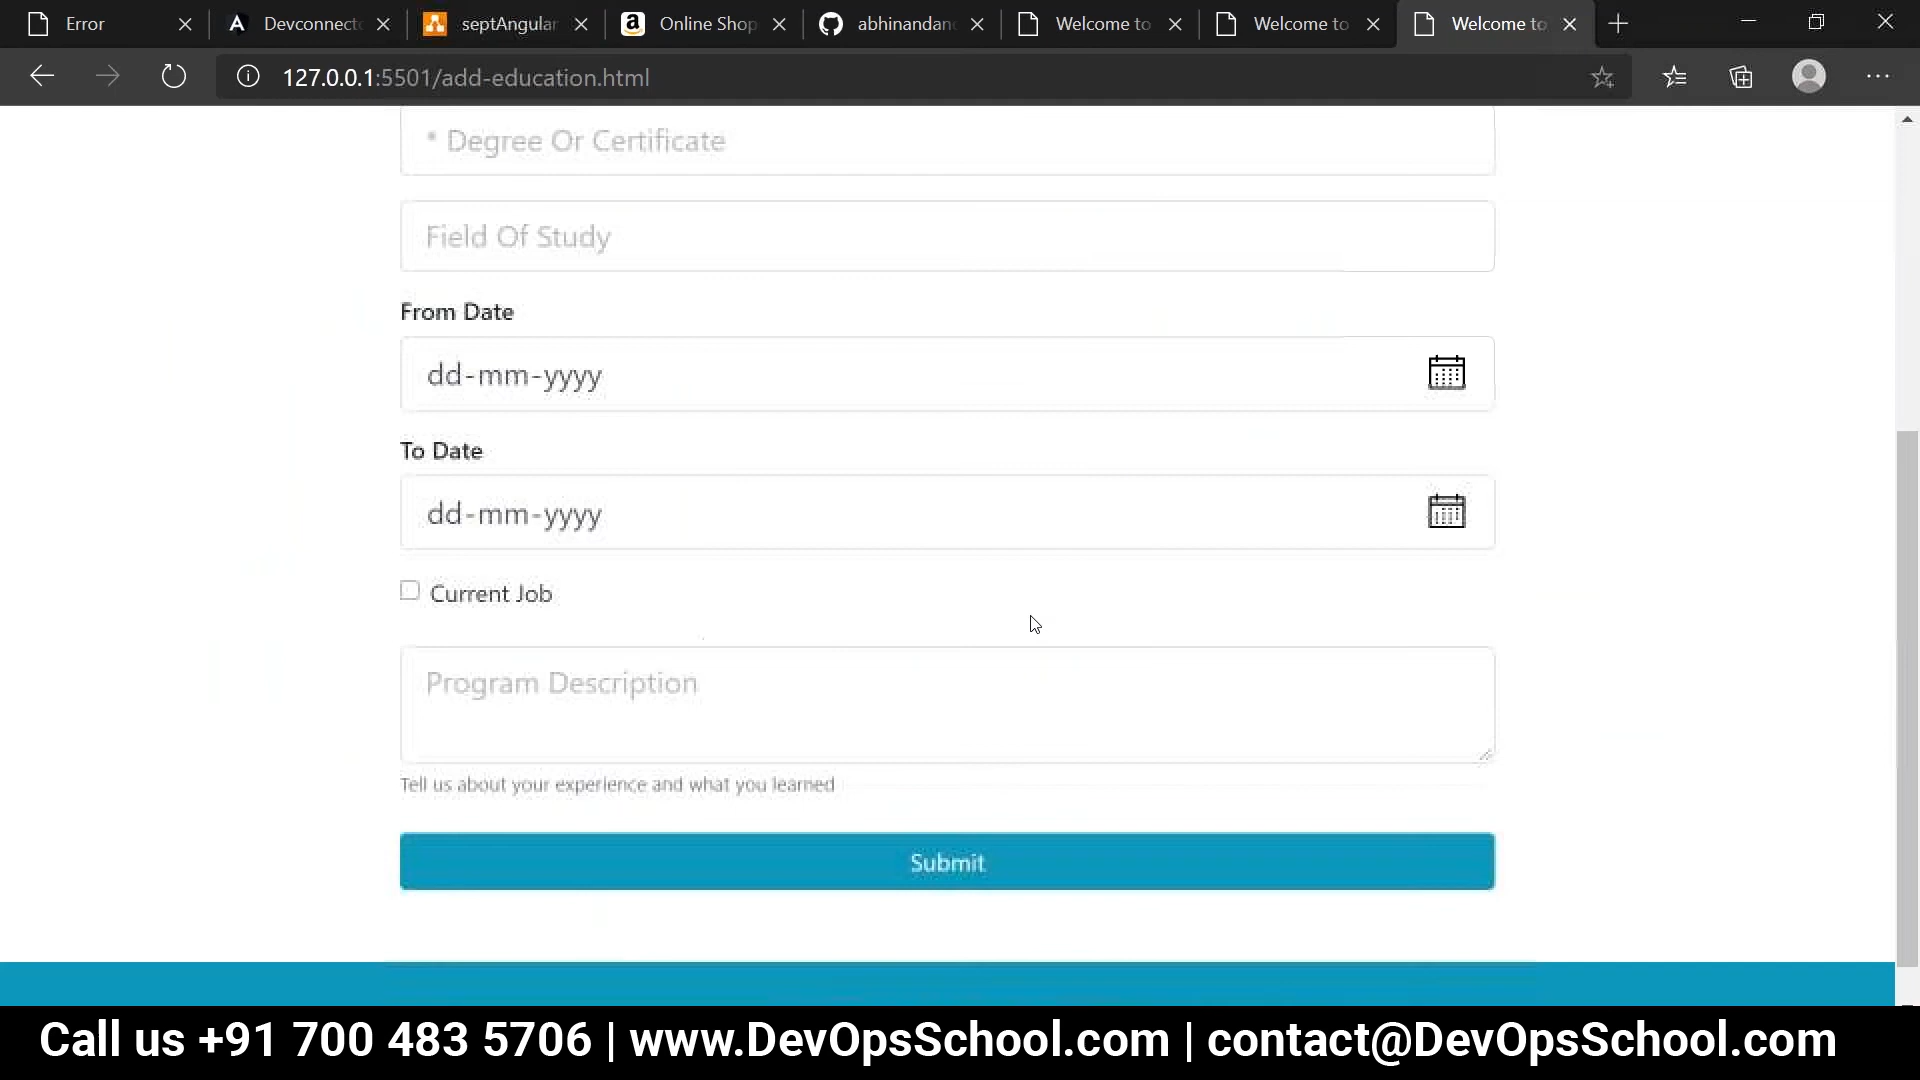 Error
Devconnect
septAngular
Online Shop
abhinandan
Welcome to
Welcome to
Welcome to
127.0.0.1:5501/add-education.html
* Degree Or Certificate
Field Of Study
From Date
dd-mm-yyyy
To Date
dd-mm-yyyy
Current Job
Program Description
Tell us about your experience and what you learned
Submit
Call us +91 700 483 5706 | www.DevOpsSchool.com | contact@DevOpsSchool.com